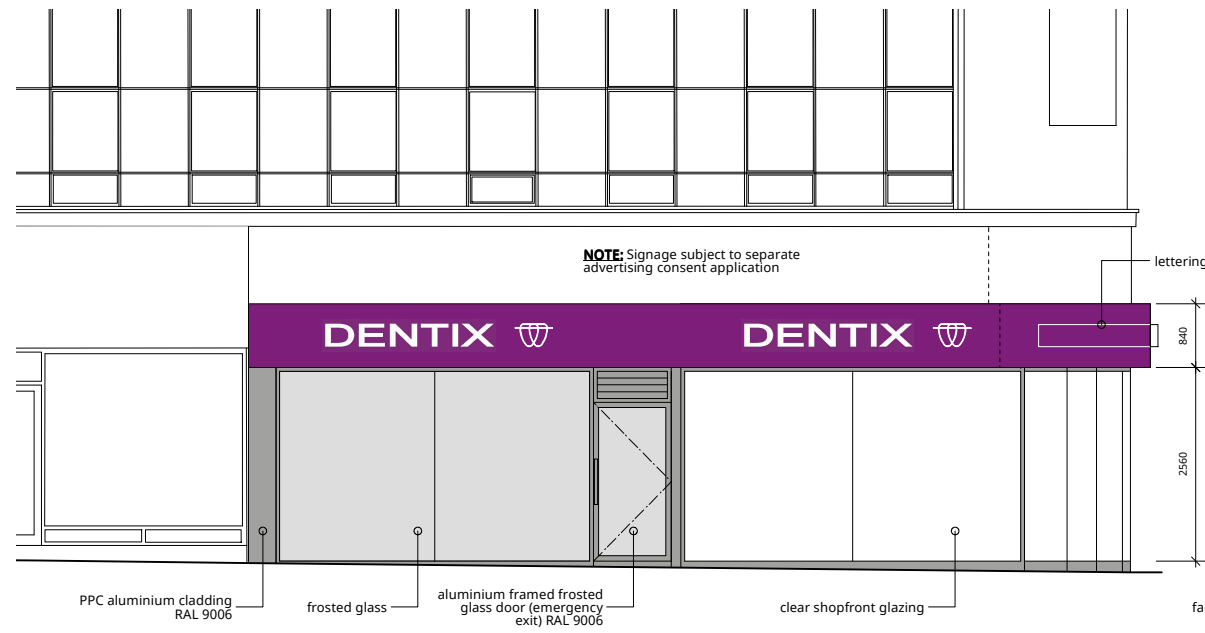 NOTE: Signage subject to separate
advertising consent application
lettering
DENTIX
DENTIX
840
2560
PPC aluminium cladding
RAL 9006
frosted glass
aluminium framed frosted
glass door (emergency
exit) RAL 9006
clear shopfront glazing
fa